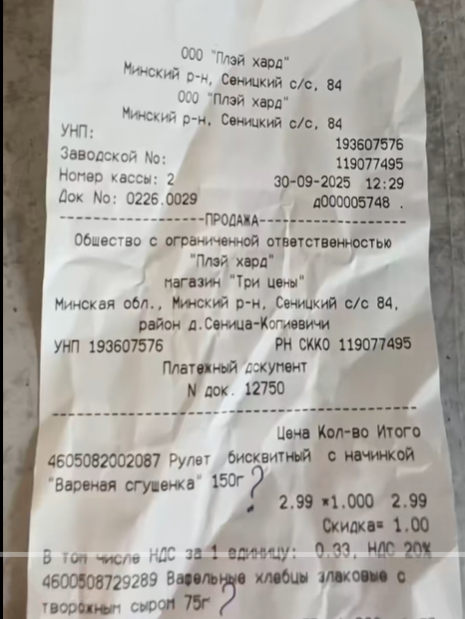 ООО "Плэй хард"
Минский р-н, Сеницкий с/с, 84
ООО "Плэй хард"
Минский р-н, Сеницкий с/с, 84
УНП: 193607576
Заводской No: 119077495
Номер кассы: 2 30-09-2025 12:29
Док No: 0226.0029 д000005748 .
----------------ПРОДАЖА----------------
Общество с ограниченной ответственностью
"Плэй хард"
магазин "Три цены"
Минская обл., Минский р-н, Сеницкий с/с 84,
район д.Сеница-Копиевичи
УНП 193607576 РН СККО 119077495
Платежный документ
N док. 12750
Цена Кол-во Итого
4605082002087 Рулет бисквитный с начинкой
"Вареная сгушенка" 150г ?
2.99 *1.000 2.99
Скидка= 1.00
В том числе НДС за 1 единицу: 0.33, НДС 20%
4600508729289 Вафельные хлебцы злаковые с
творожным сыром 75г ?